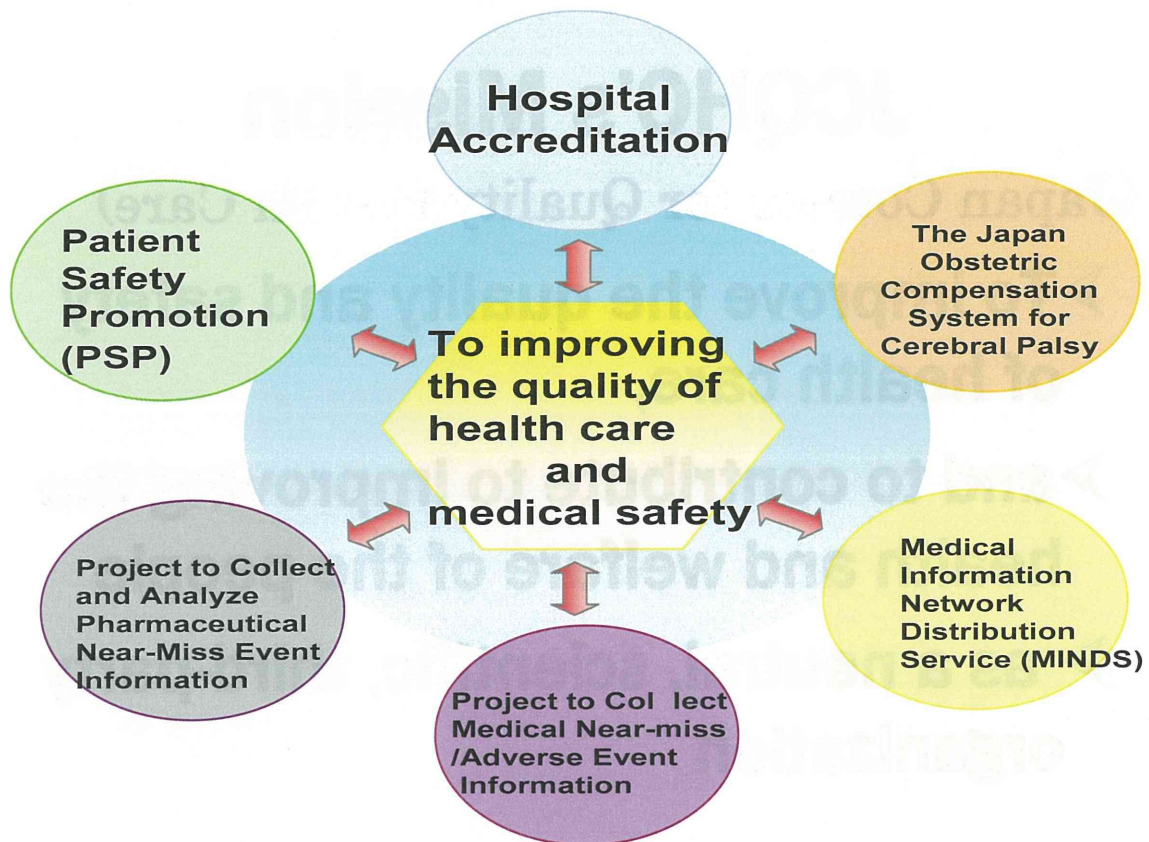 Hospital
Accreditation
Patient
Safety
Promotion
(PSP)
The Japan
Obstetric
Compensation
System for
Cerebral Palsy
To improving
the quality of
health care
and
medical safety
Project to Collect
and Analyze
Pharmaceutical
Near-Miss Event
Information
Project to Col lect
Medical Near-miss
/Adverse Event
Information
Medical
Information
Network
Distribution
Service (MINDS)